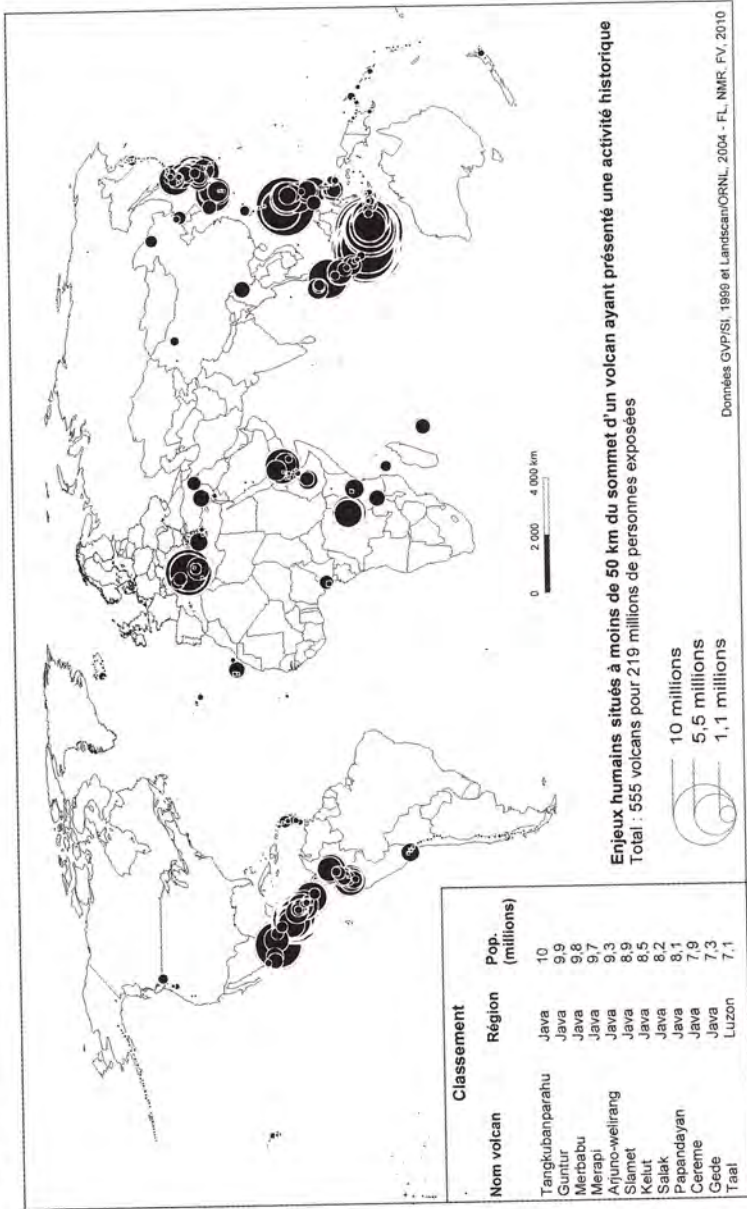 Enjeux humains situés à moins de 50 km du sommet d'un volcan ayant présenté une activité historique
Total : 555 volcans pour 219 millions de personnes exposées
10 millions
5,5 millions
1,1 millions
0 2 000 4 000 km
Classement
Nom volcan Région Pop. (millions)
Tangkubanparahu Java 10
Guntur Java 9,9
Merbabu Java 9,8
Merapi Java 9,7
Arjuno-welirang Java 9,3
Slamet Java 8,9
Kelut Java 8,5
Salak Java 8,2
Papandayan Java 8,1
Cereme Java 7,9
Gede Java 7,3
Taal Luzon 7,1
Données GVP/SI, 1999 et Landscan/ORNL, 2004 - FL, NMR, FV, 2010